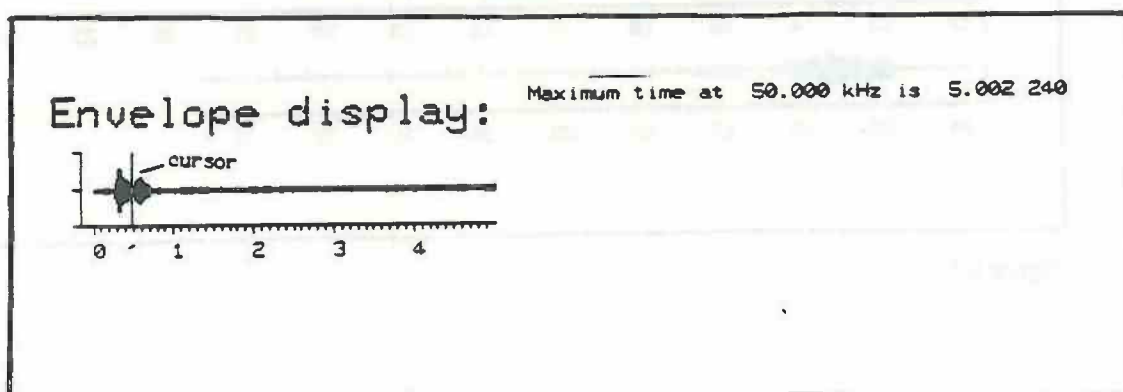 Maximum time at 50.000 kHz is 5.002 240
Envelope display:
cursor
0 1 2 3 4